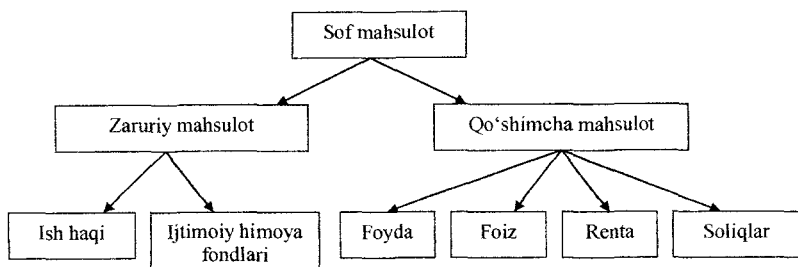 Sof mahsulot
Zaruriy mahsulot
Qo‘shimcha mahsulot
Ish haqi
Ijtimoiy himoya
fondlari
Foyda
Foiz
Renta
Soliqlar